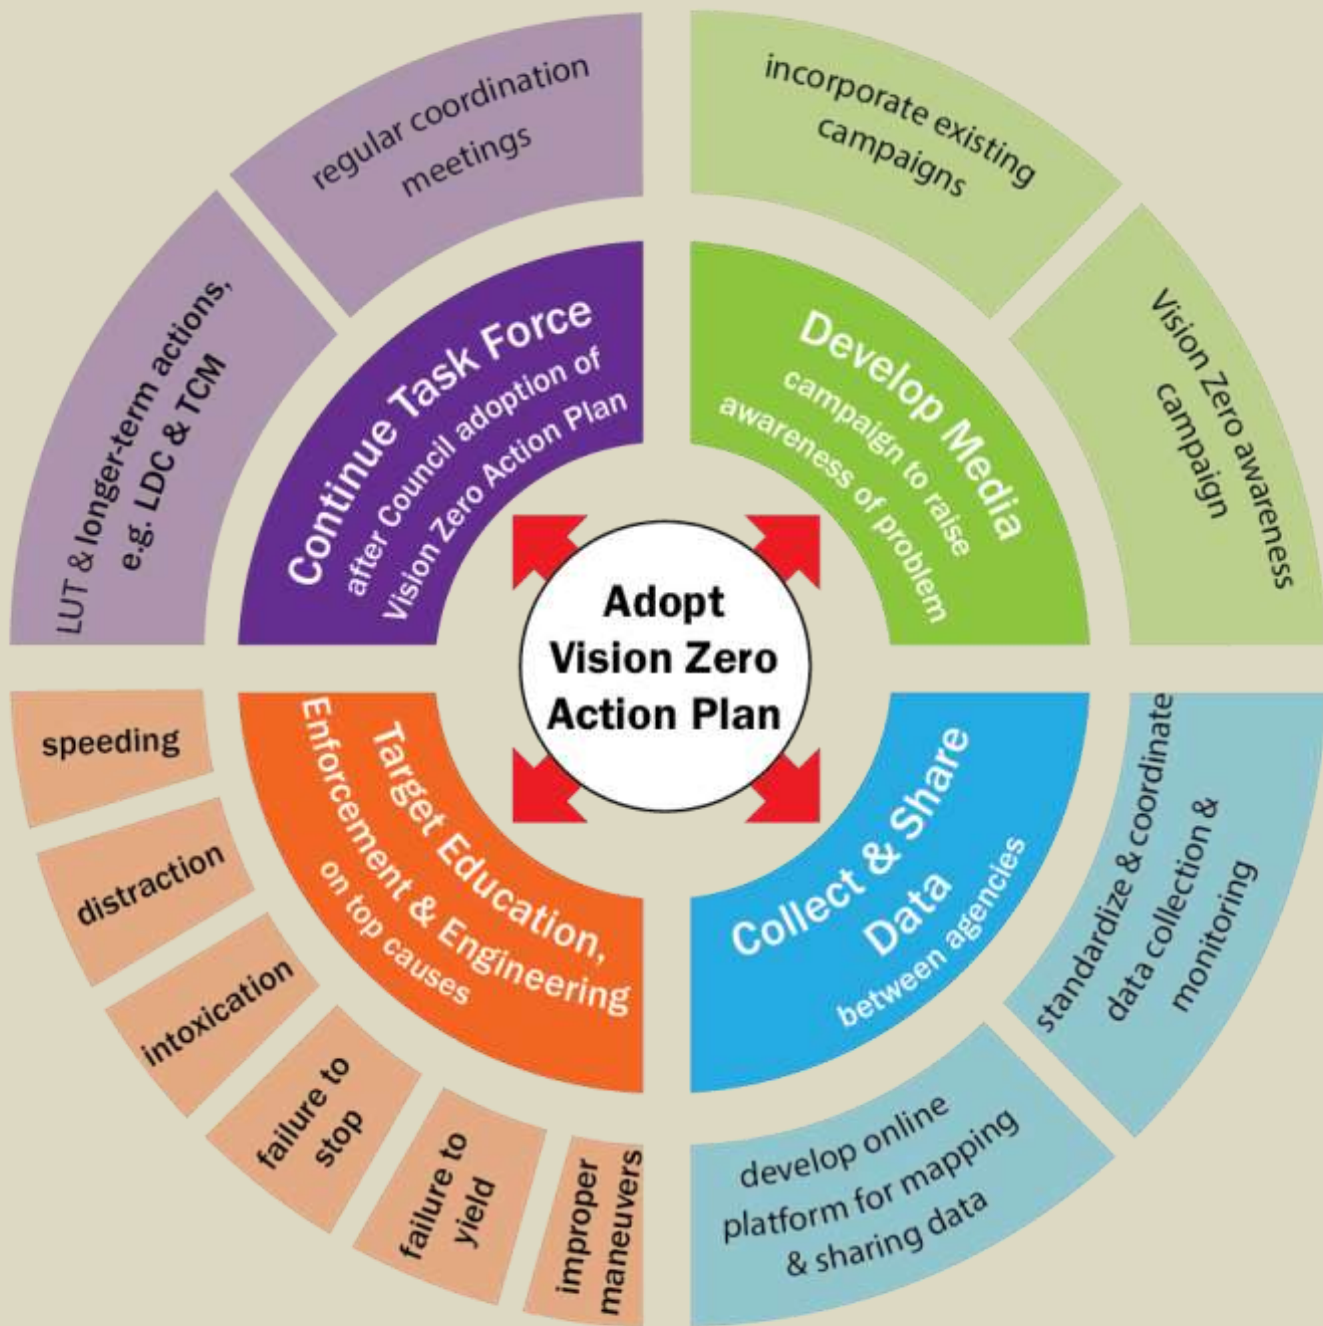 Adopt
Vision Zero
Action Plan
Continue Task Force
after Council adoption of
Vision Zero Action Plan
LUT & longer-term actions,
e.g. LDC & TCM
regular coordination
meetings
Develop Media
campaign to raise
awareness of problem
incorporate existing
campaigns
Vision Zero awareness
campaign
Collect & Share
Data
between agencies
standardize & coordinate
data collection &
monitoring
develop online
platform for mapping
& sharing data
Target Education,
Enforcement & Engineering
on top causes
speeding
distraction
intoxication
failure to
stop
failure to
yield
improper
maneuvers